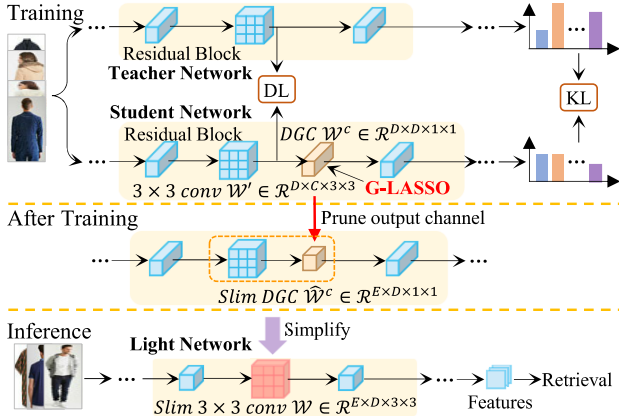 Training
...
...
...
Residual Block
Teacher Network
DL
KL
Student Network
Residual Block
DGC 𝒲ᶜ ∈ ℛ^{D×D×1×1}
...
...
...
3 × 3 conv 𝒲′ ∈ ℛ^{D×C×3×3}
G-LASSO
After Training
Prune output channel
...
...
Slim DGC 𝒲̂ᶜ ∈ ℛ^{E×D×1×1}
Inference
Simplify
Light Network
...
...
Retrieval
Slim 3 × 3 conv 𝒲 ∈ ℛ^{E×D×3×3}
Features